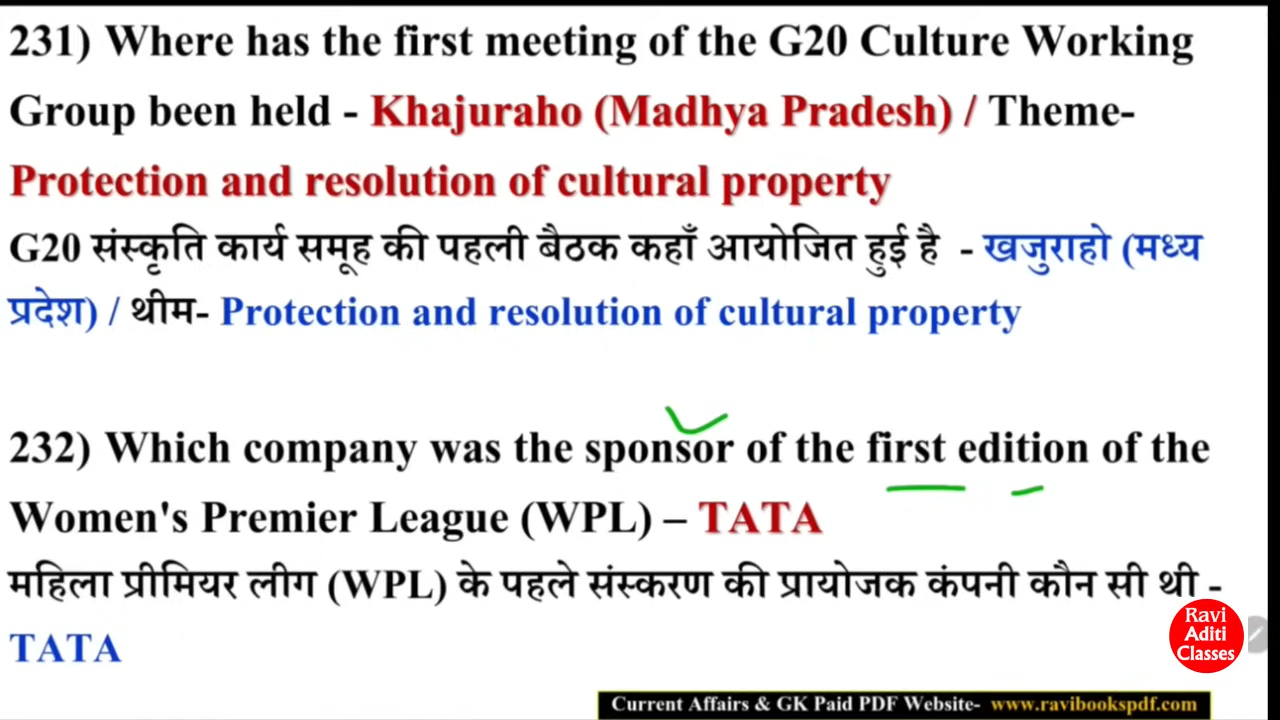 231) Where has the first meeting of the G20 Culture Working
Group been held - Khajuraho (Madhya Pradesh) / Theme-
Protection and resolution of cultural property
G20 संस्कृति कार्य समूह की पहली बैठक कहाँ आयोजित हुई है - खजुराहो (मध्य
प्रदेश) / थीम- Protection and resolution of cultural property
232) Which company was the sponsor of the first edition of the
Women's Premier League (WPL) – TATA
महिला प्रीमियर लीग (WPL) के पहले संस्करण की प्रायोजक कंपनी कौन सी थी -
TATA
Ravi
Aditi
Classes
Current Affairs & GK Paid PDF Website- www.ravibookspdf.com